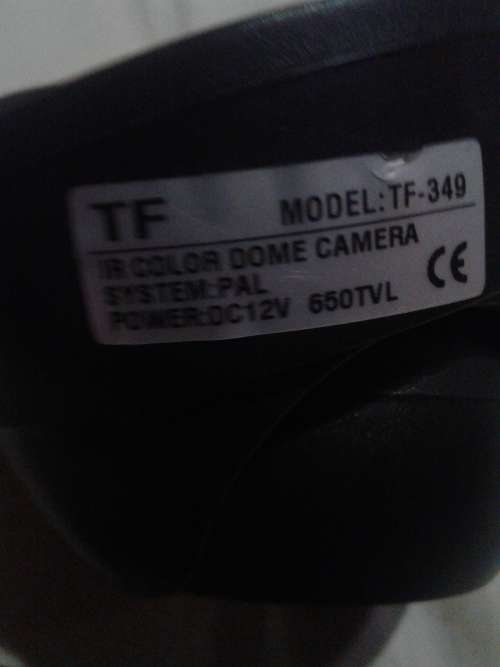 TF MODEL:TF-349
IR COLOR DOME CAMERA
SYSTEM:PAL
POWER:DC12V 650TVL
CE